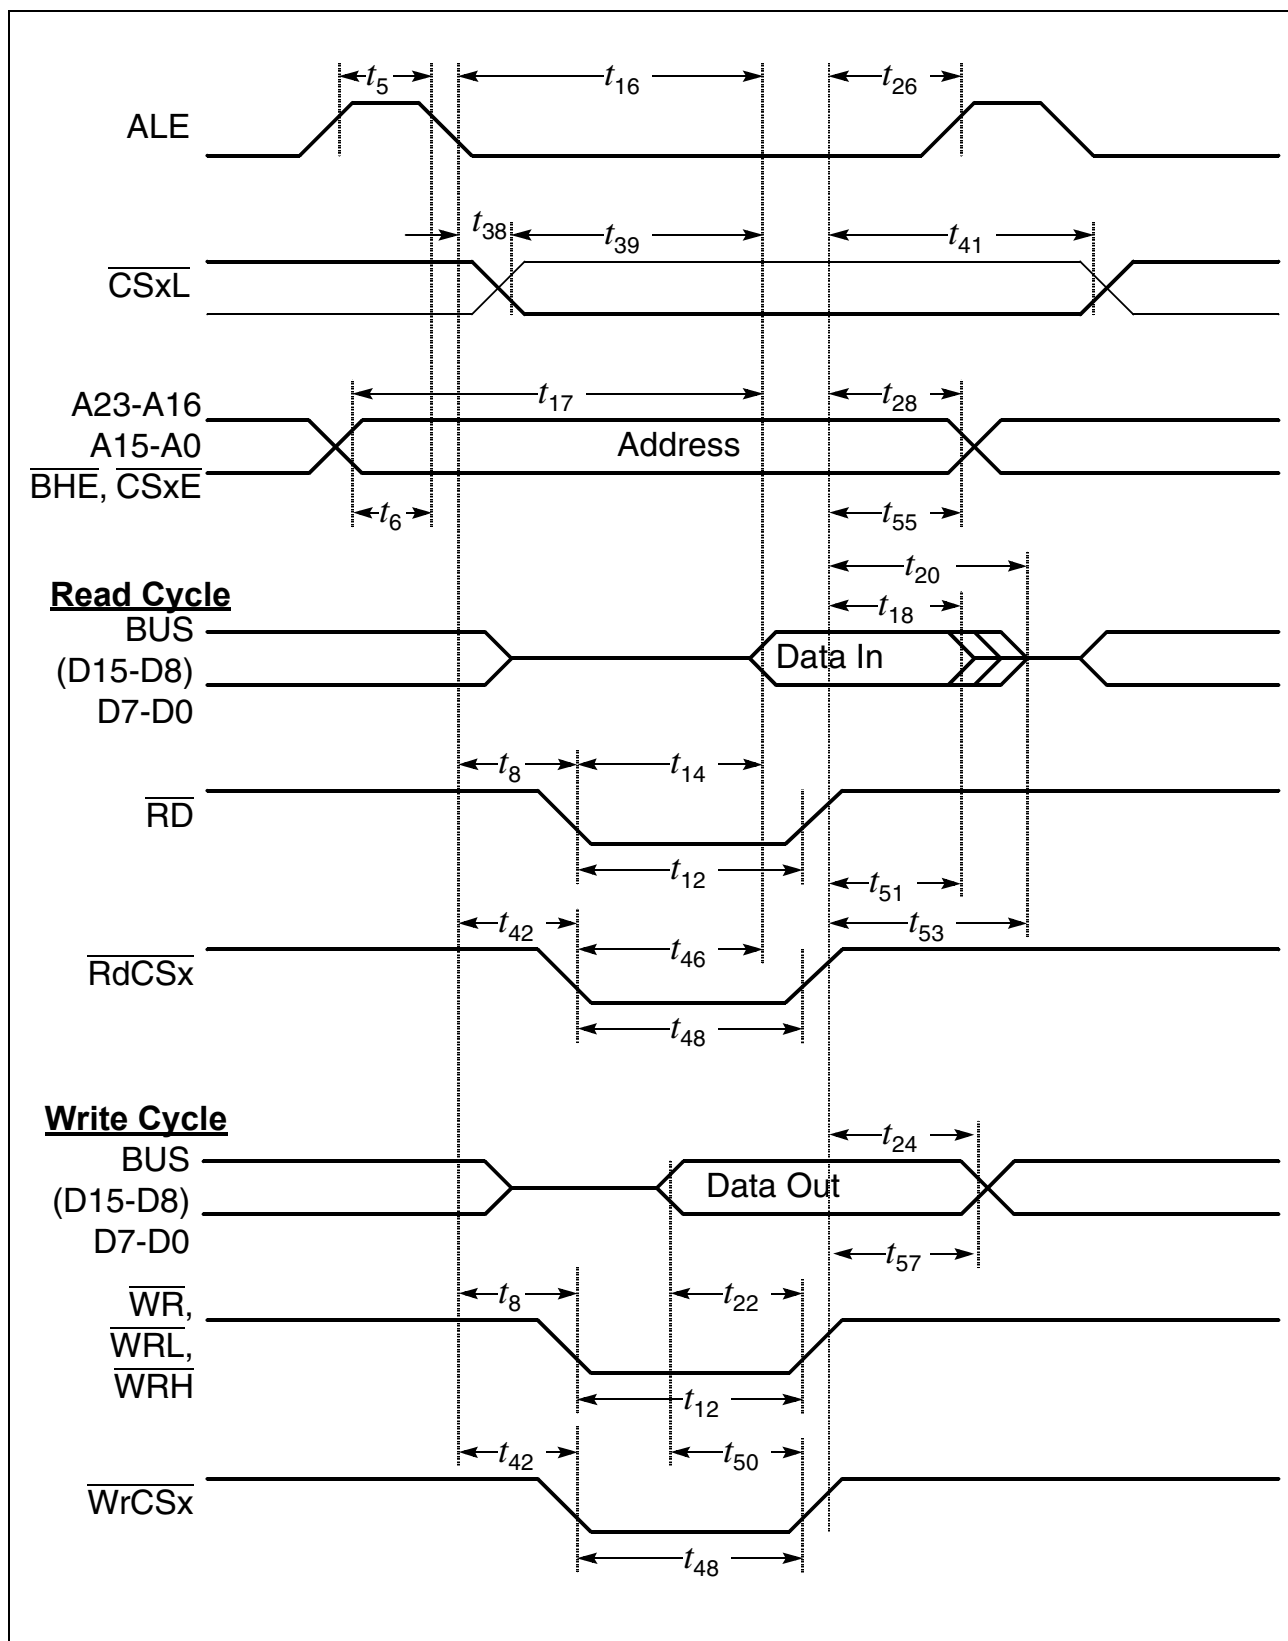 t5 t16 t26
ALE
t38 t39 t41
CSxL
A23-A16 t17 t28
A15-A0 Address
BHE, CSxE
t6 t55
t20
Read Cycle t18
BUS
(D15-D8) Data In
D7-D0
t8 t14
RD
t12 t51
t42 t46 t53
RdCSx
t48
Write Cycle
BUS t24
(D15-D8) Data Out
D7-D0 t57
WR, t8 t22
WRL,
WRH t12
t42 t50
WrCSx
t48